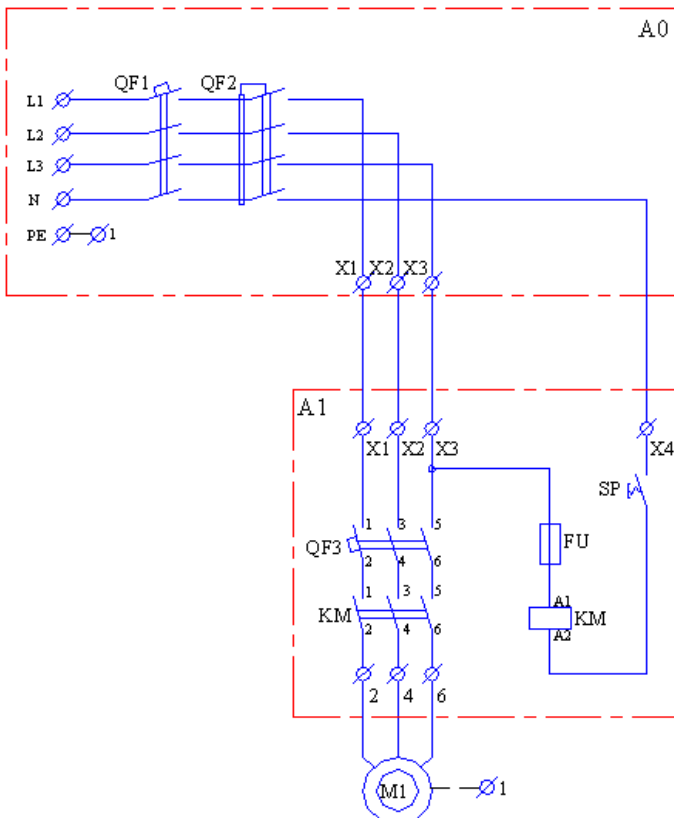 A0
QF1 QF2
L1
L2
L3
N
PE 1
X1 X2 X3
A1
X1 X2 X3 X4
SP
1 3 5
QF3 FU
2 4 6
1 3 5 A1
KM KM
2 4 6 A2
2 4 6
M1 1